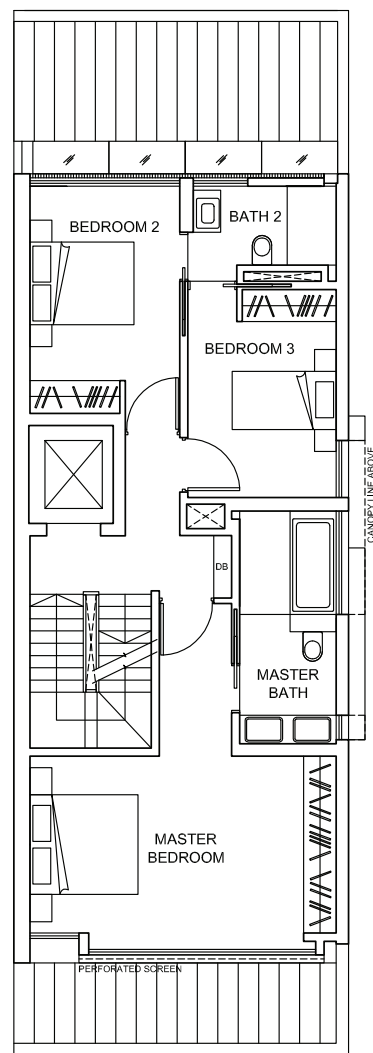 BEDROOM 2
BATH 2
BEDROOM 3
CANOPY LINE ABOVE
DB
MASTER
BATH
MASTER
BEDROOM
PERFORATED SCREEN